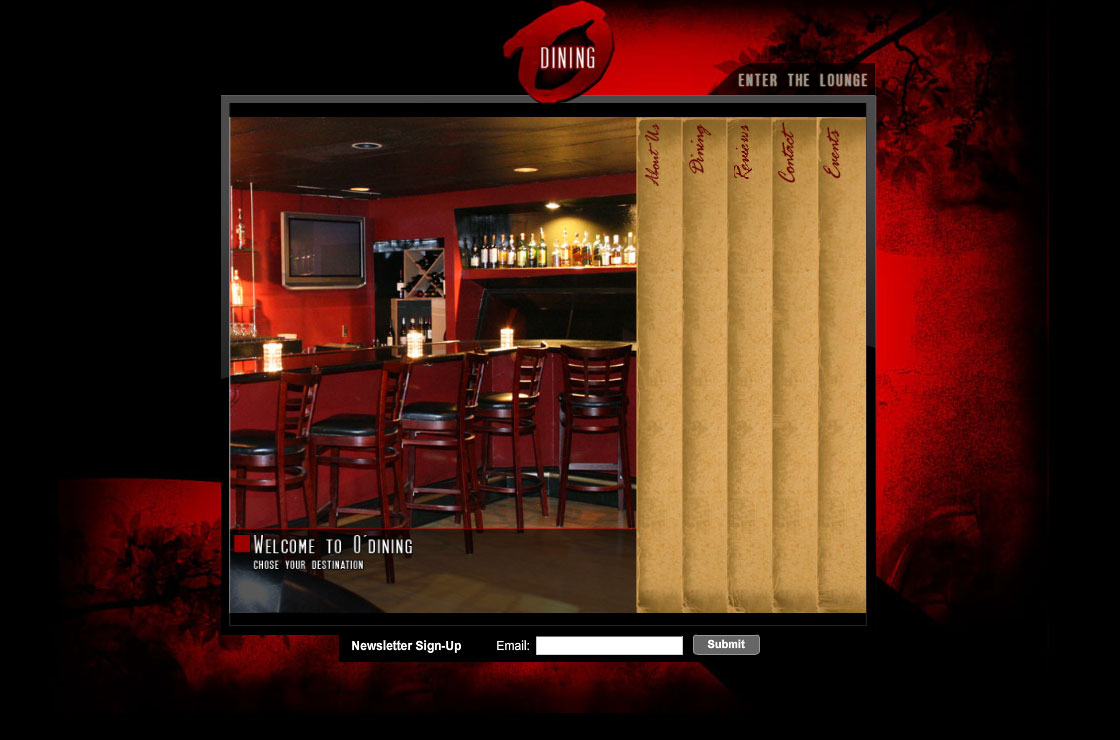 DINING
ENTER THE LOUNGE
About Us
Dining
Reviews
Contact
Events
WELCOME TO O'DINING
CHOSE YOUR DESTINATION
Newsletter Sign-Up Email: Submit